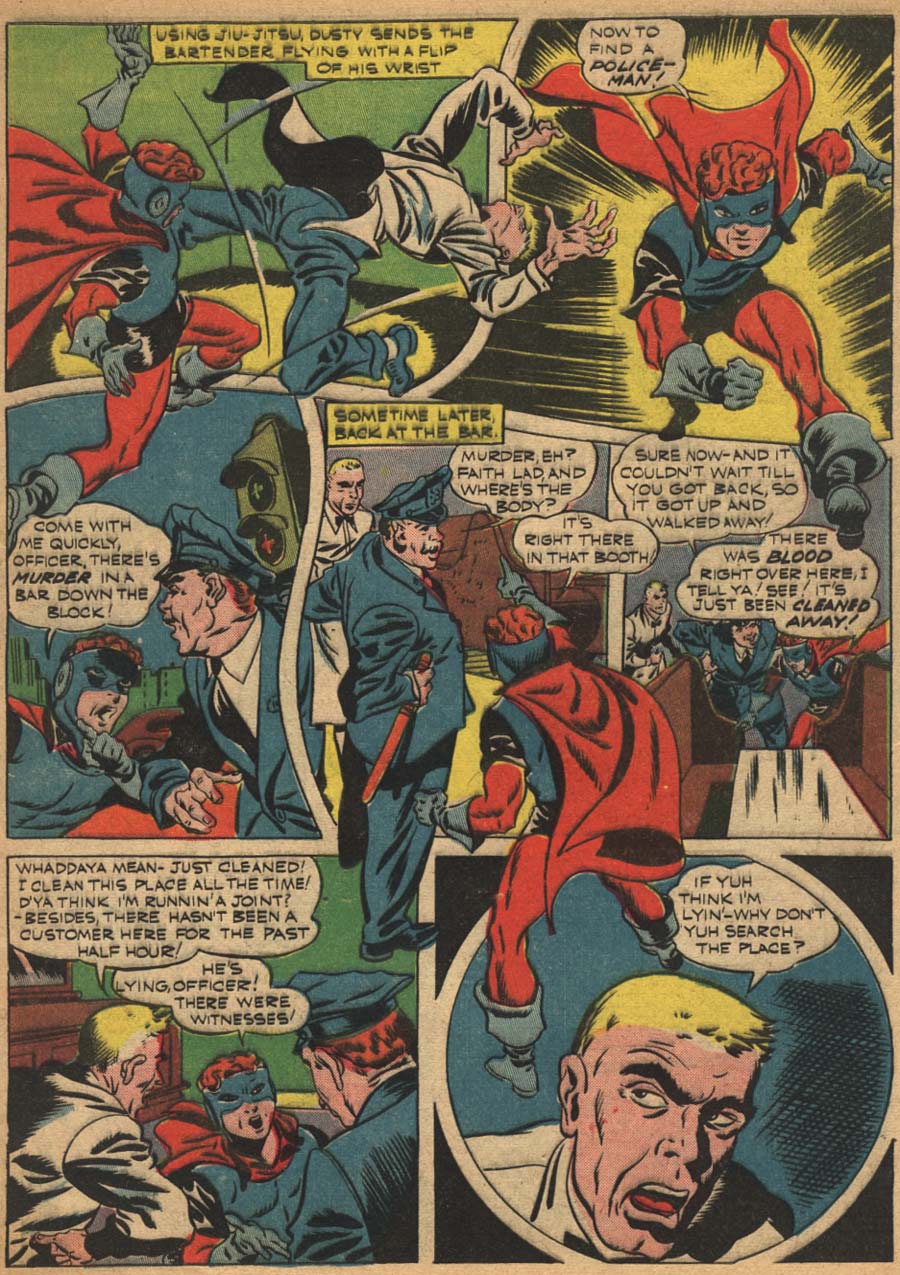 USING JIU-JITSU, DUSTY SENDS THE
BARTENDER FLYING WITH A FLIP
OF HIS WRIST
NOW TO
FIND A
POLICE-
MAN!
COME WITH
ME QUICKLY,
OFFICER, THERE'S
MURDER IN A
BAR DOWN THE
BLOCK!
SOMETIME LATER,
BACK AT THE BAR.
MURDER, EH?
FAITH LAD, AND
WHERE'S THE
BODY?
IT'S
RIGHT THERE
IN THAT BOOTH!
SURE NOW-AND IT
COULDN'T WAIT TILL
YOU GOT BACK, SO
IT GOT UP AND
WALKED AWAY!
THERE
WAS BLOOD
RIGHT OVER HERE, I
TELL YA! SEE! IT'S
JUST BEEN CLEANED
AWAY!
WHADDAYA MEAN- JUST CLEANED!
I CLEAN THIS PLACE ALL THE TIME!
D'YA THINK I'M RUNNIN' A JOINT?
-BESIDES, THERE HASN'T BEEN A
CUSTOMER HERE FOR THE PAST
HALF HOUR!
HE'S
LYING, OFFICER!
THERE WERE
WITNESSES!
IF YUH
THINK I'M
LYIN'-WHY DON'T
YUH SEARCH
THE PLACE?